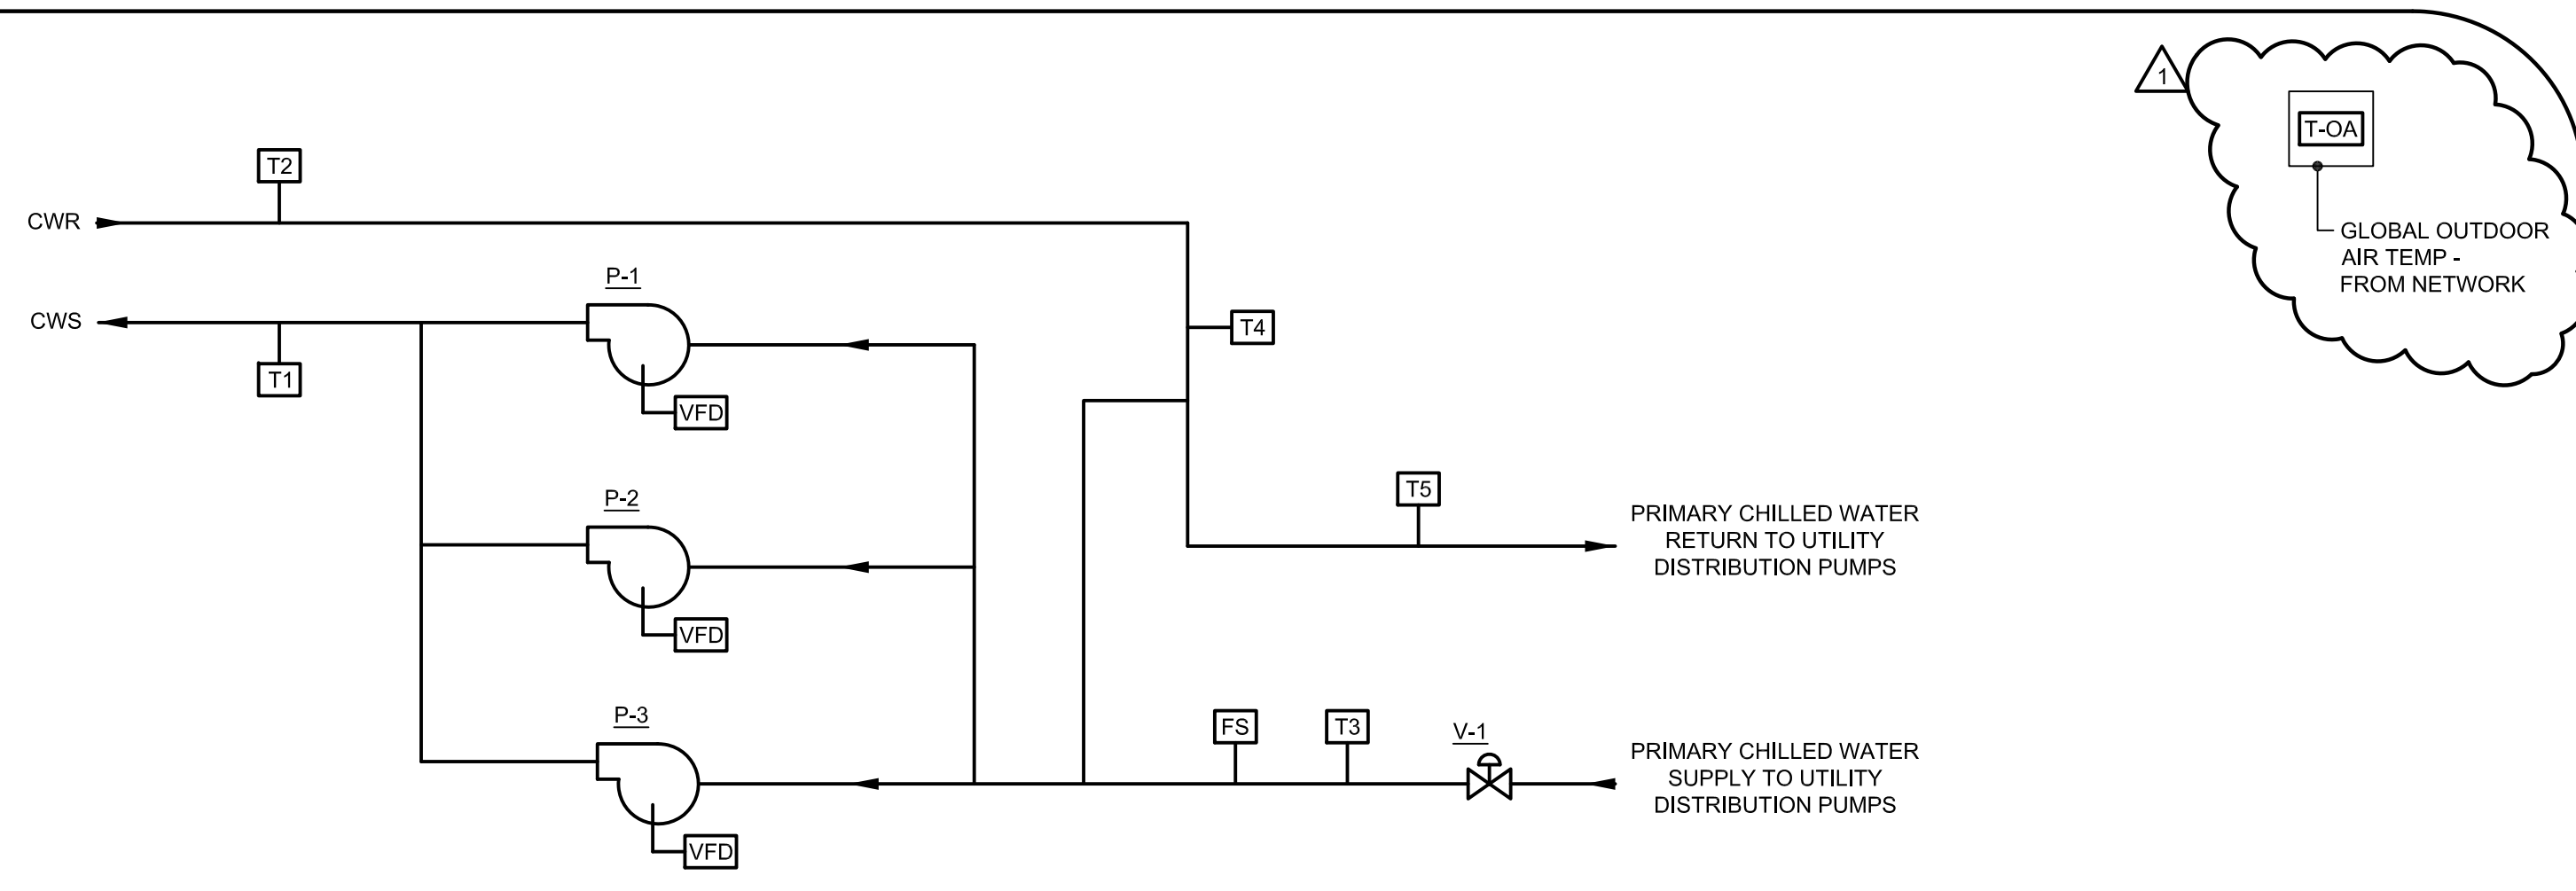 1
T-OA
GLOBAL OUTDOOR
AIR TEMP -
FROM NETWORK
T2
CWR
P-1
CWS
T1
T4
VFD
P-2
T5
PRIMARY CHILLED WATER
RETURN TO UTILITY
DISTRIBUTION PUMPS
VFD
P-3
FS
T3
V-1
PRIMARY CHILLED WATER
SUPPLY TO UTILITY
DISTRIBUTION PUMPS
VFD